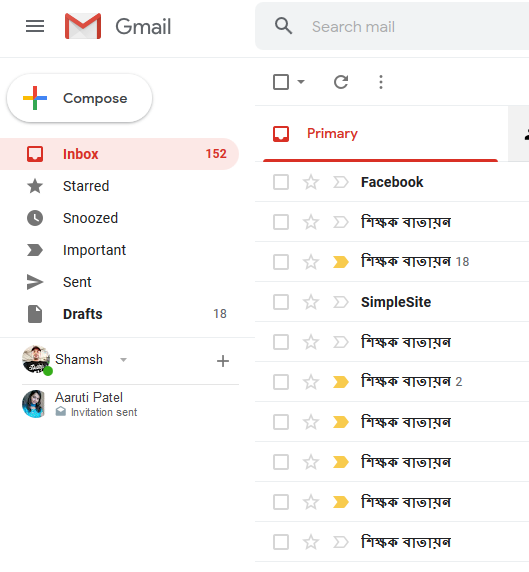 Gmail
Search mail
Compose
Primary
Inbox 152
Starred
Snoozed
Important
Sent
Drafts 18
Shamsh
Aaruti Patel
Invitation sent
Facebook
শিক্ষক বাতায়ন
শিক্ষক বাতায়ন 18
SimpleSite
শিক্ষক বাতায়ন
শিক্ষক বাতায়ন 2
শিক্ষক বাতায়ন
শিক্ষক বাতায়ন
শিক্ষক বাতায়ন
শিক্ষক বাতায়ন